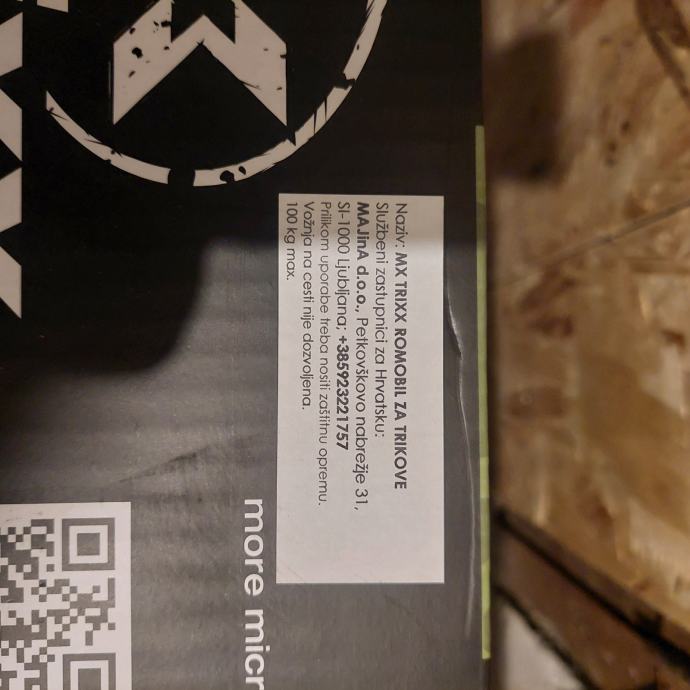 Naziv: MX TRIXX ROMOBIL ZA TRIKOVE
Službeni zastupnici za Hrvatsku:
MAJinA d.o.o., Petkovškovo nabrežje 31,
SI-1000 Ljubljana; +385923221757
Prilikom uporabe treba nositi zaštitnu opremu.
Vožnja na cesti nije dozvoljena.
100 kg max.
more micr